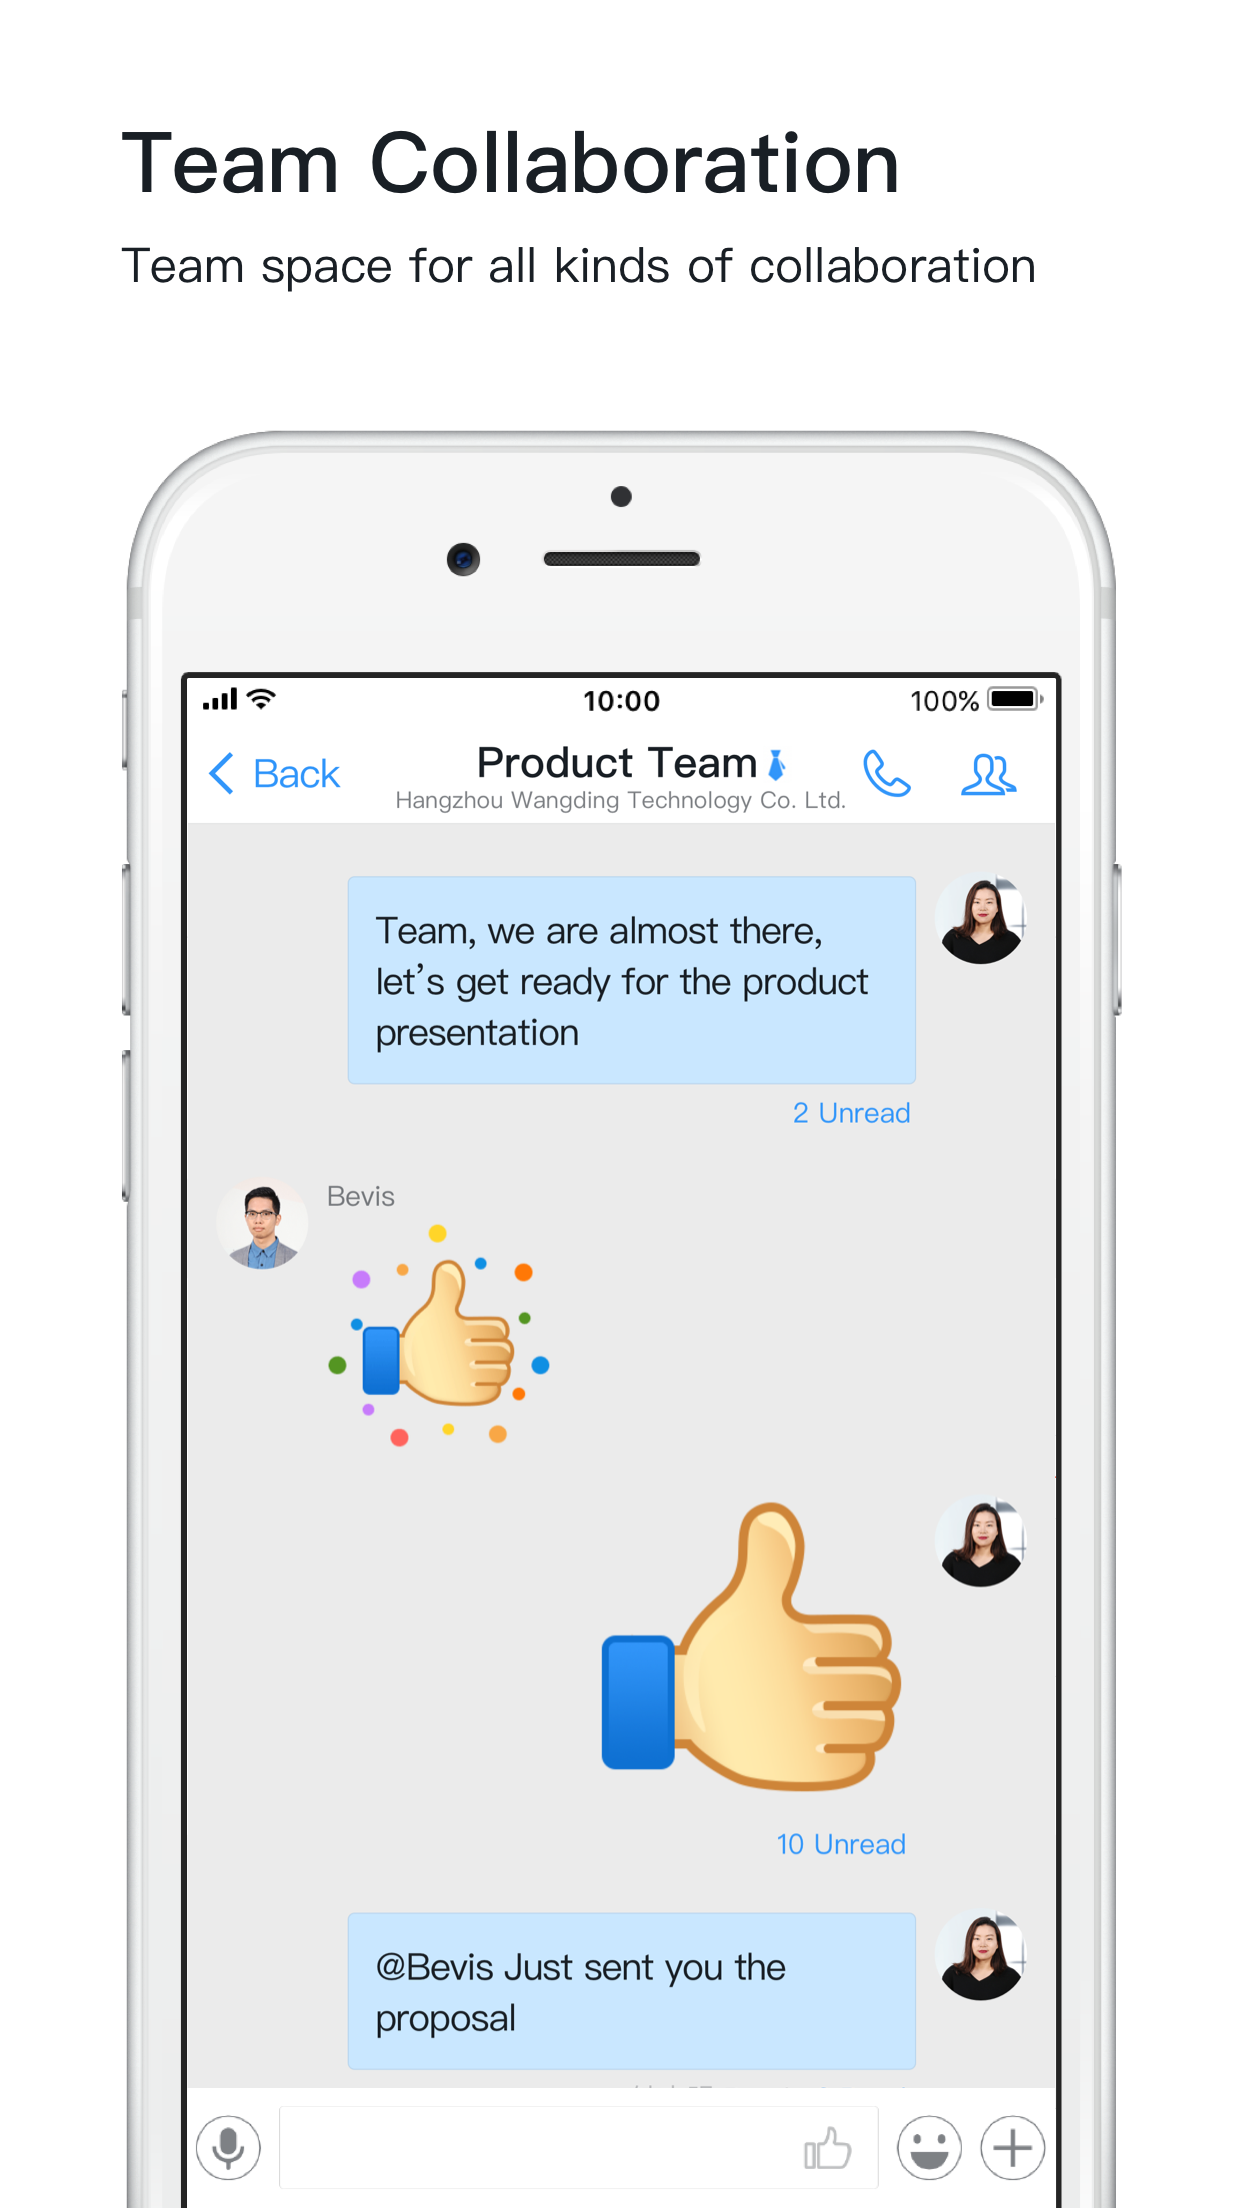 Team Collaboration
Team space for all kinds of collaboration
10:00
100%
Back
Product Team
Hangzhou Wangding Technology Co. Ltd.
Team, we are almost there,
let's get ready for the product
presentation
2 Unread
Bevis
10 Unread
@Bevis Just sent you the
proposal